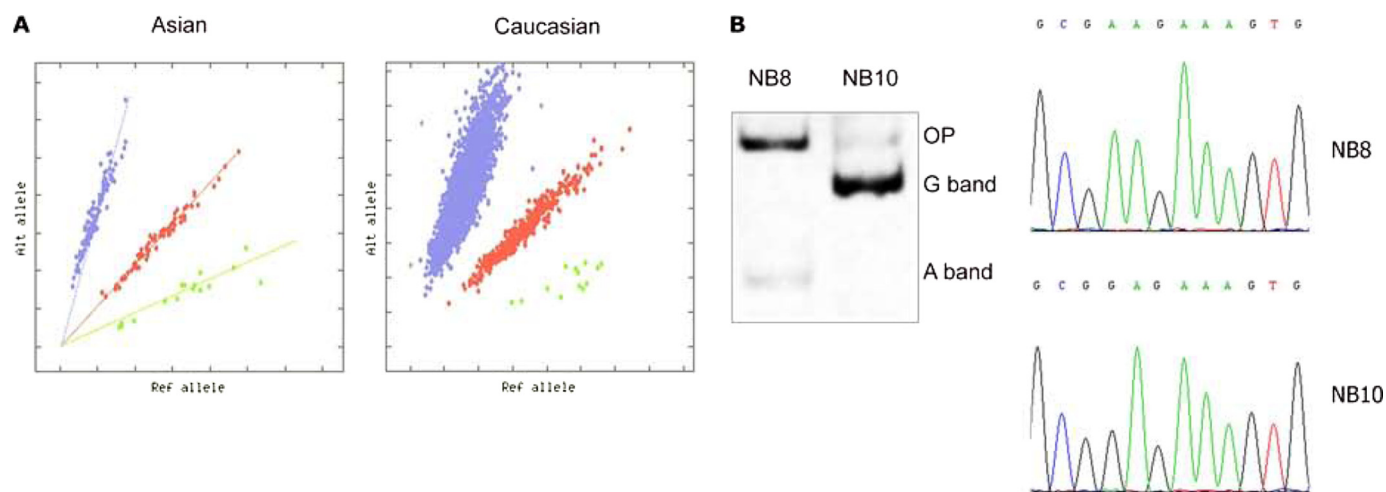 A
Asian
Caucasian
Alt allele
Ref allele
Alt allele
Ref allele
B
NB8 NB10
OP
G band
A band
G C G A A G A A A G T G
NB8
G C G G A G A A A G T G
NB10